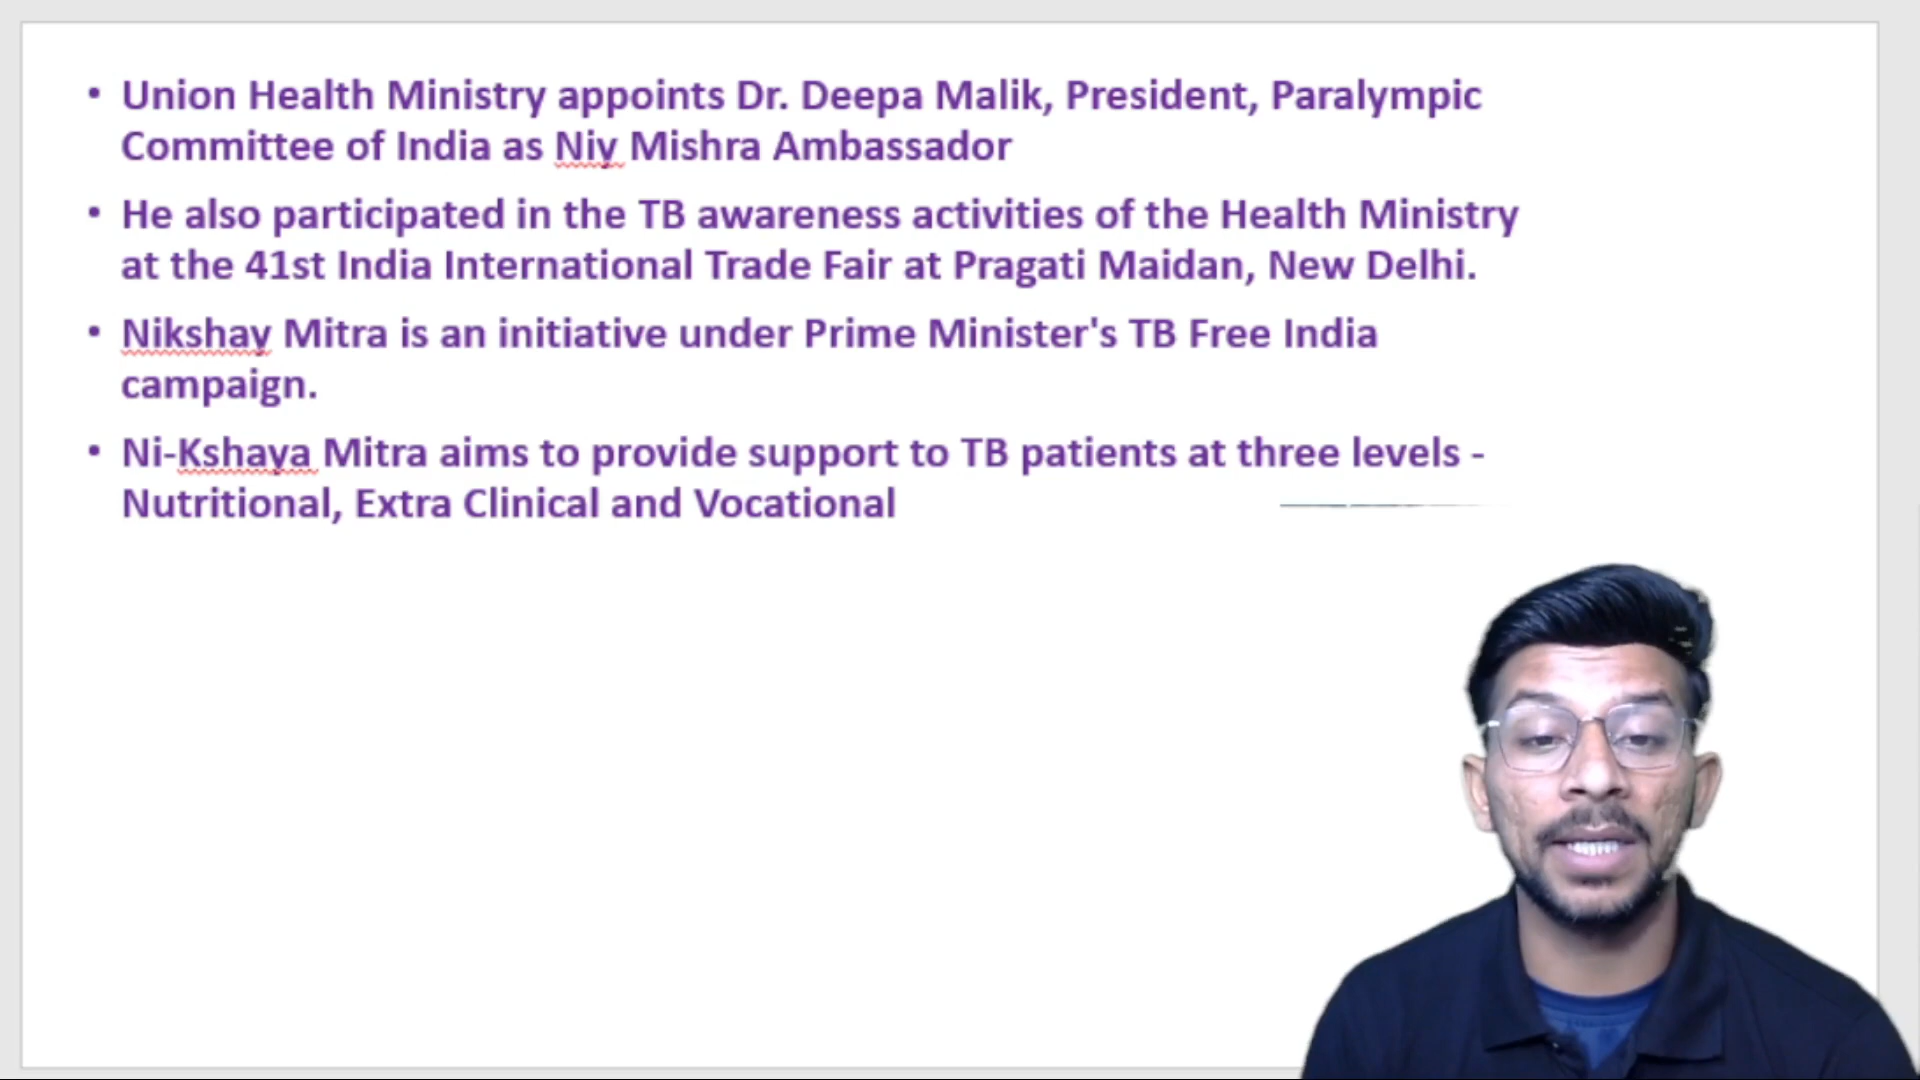 • Union Health Ministry appoints Dr. Deepa Malik, President, Paralympic
Committee of India as Niy Mishra Ambassador
• He also participated in the TB awareness activities of the Health Ministry
at the 41st India International Trade Fair at Pragati Maidan, New Delhi.
• Nikshay Mitra is an initiative under Prime Minister's TB Free India
campaign.
• Ni-Kshaya Mitra aims to provide support to TB patients at three levels -
Nutritional, Extra Clinical and Vocational